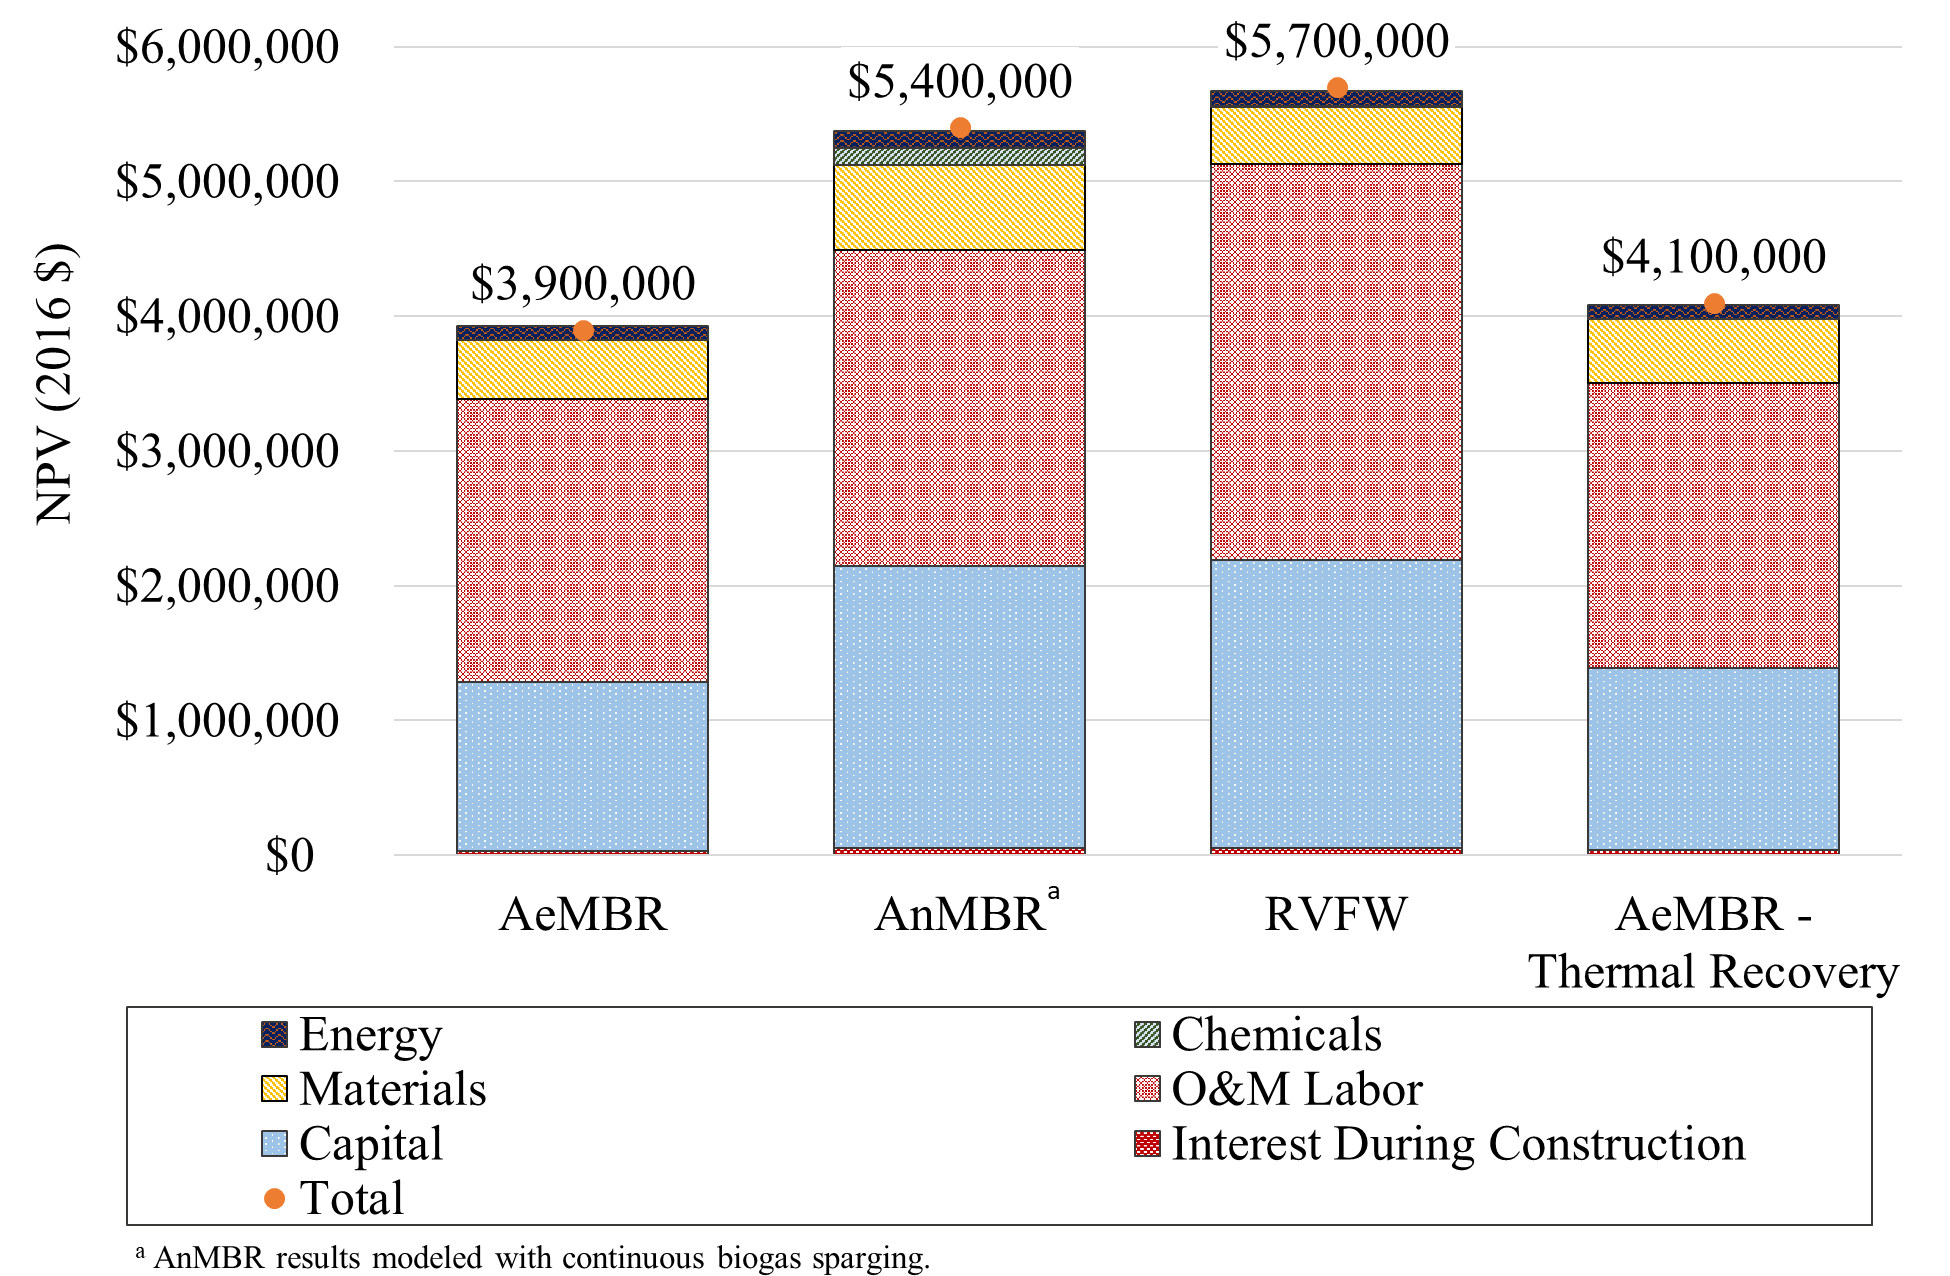 $6,000,000
$5,000,000
$4,000,000
$3,000,000
$2,000,000
$1,000,000
$0
NPV (2016 $)
$3,900,000
$5,400,000
$5,700,000
$4,100,000
AeMBR
AnMBRᵃ
RVFW
AeMBR -
Thermal Recovery
Energy
Chemicals
Materials
O&M Labor
Capital
Interest During Construction
Total
ᵃ AnMBR results modeled with continuous biogas sparging.